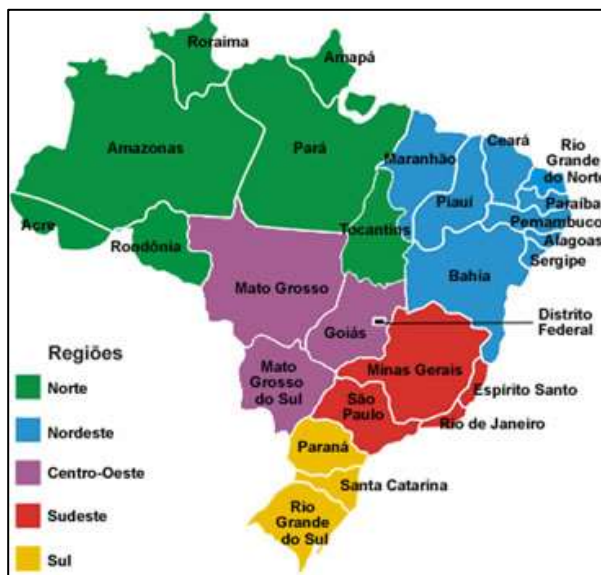 Roraima
Amapá
Amazonas
Pará
Maranhão
Ceará
Rio
Grande
do Norte
Piauí
Paraíba
Pernambuco
Alagoas
Sergipe
Acre
Rondônia
Tocantins
Bahia
Mato Grosso
Distrito
Federal
Goiás
Mato
Grosso
do Sul
Minas Gerais
Espírito Santo
São
Paulo
Rio de Janeiro
Paraná
Santa Catarina
Rio
Grande
do Sul
Regiões
Norte
Nordeste
Centro-Oeste
Sudeste
Sul